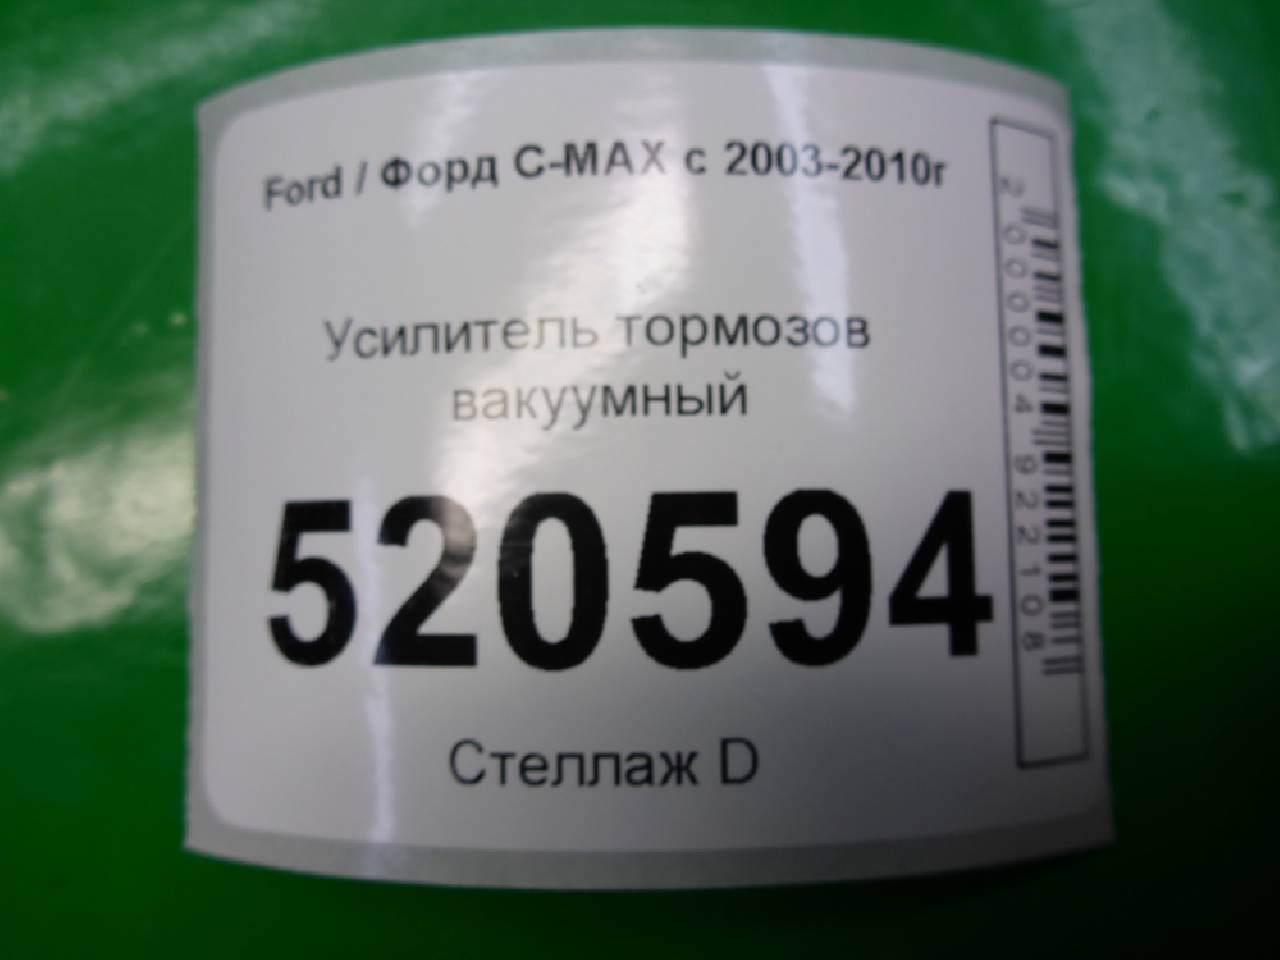 Ford / Форд C-MAX с 2003-2010г
Усилитель тормозов
вакуумный
520594
Стеллаж D
2000004922108